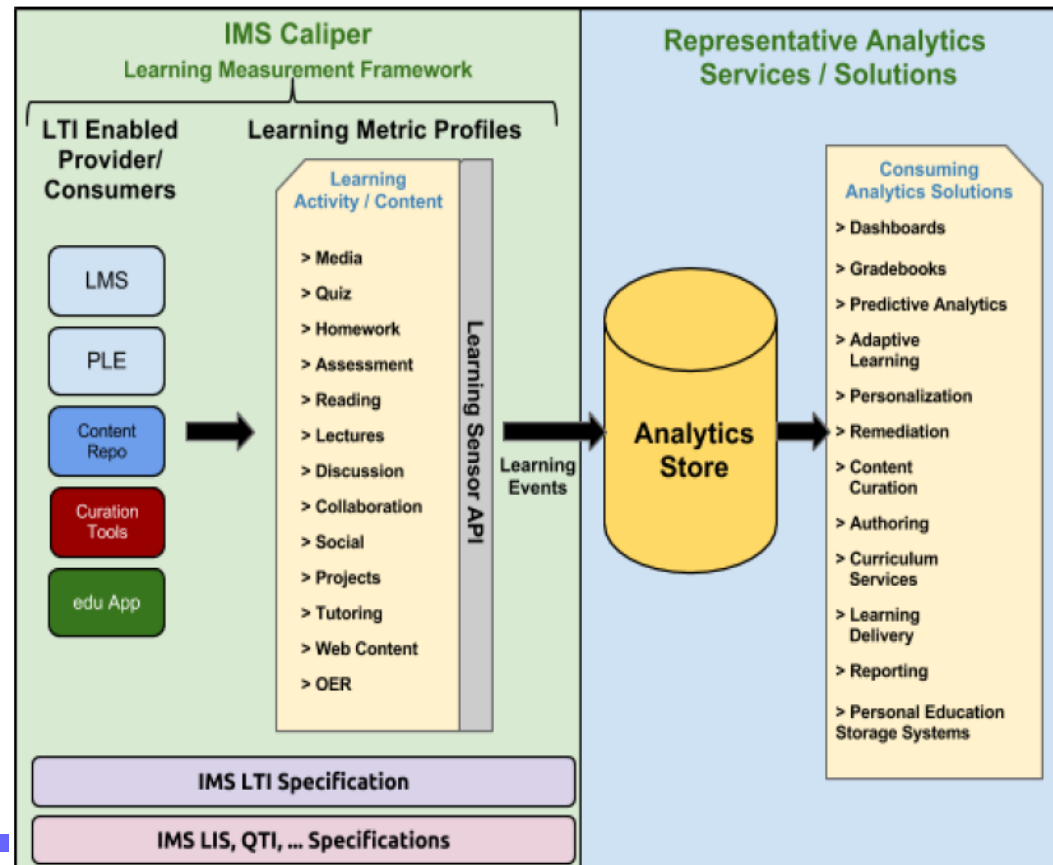 IMS Caliper
Learning Measurement Framework
LTI Enabled
Provider/
Consumers
LMS
PLE
Content
Repo
Curation
Tools
edu App
Learning Metric Profiles
Learning
Activity / Content
> Media
> Quiz
> Homework
> Assessment
> Reading
> Lectures
> Discussion
> Collaboration
> Social
> Projects
> Tutoring
> Web Content
> OER
Learning Sensor API
Learning
Events
IMS LTI Specification
IMS LIS, QTI, ... Specifications
Representative Analytics
Services / Solutions
Analytics
Store
Consuming
Analytics Solutions
> Dashboards
> Gradebooks
> Predictive Analytics
> Adaptive
Learning
> Personalization
> Remediation
> Content
Curation
> Authoring
> Curriculum
Services
> Learning
Delivery
> Reporting
> Personal Education
Storage Systems